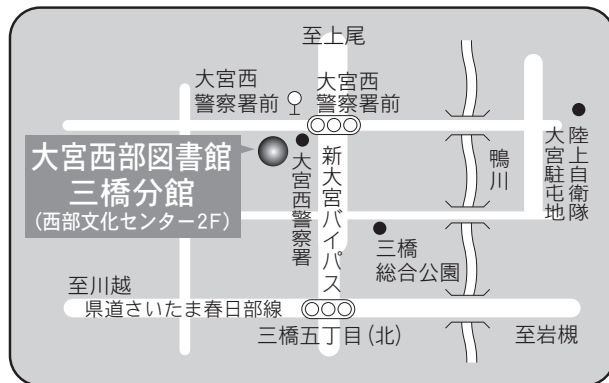 至上尾
大宮西
警察署前
大宮西
警察署前
大宮西部図書館
三橋分館
(西部文化センター2F)
大宮西警察署
新大宮バイパス
鴨川
陸上自衛隊
大宮駐屯地
三橋
総合公園
至川越
県道さいたま春日部線
三橋五丁目(北)
至岩槻